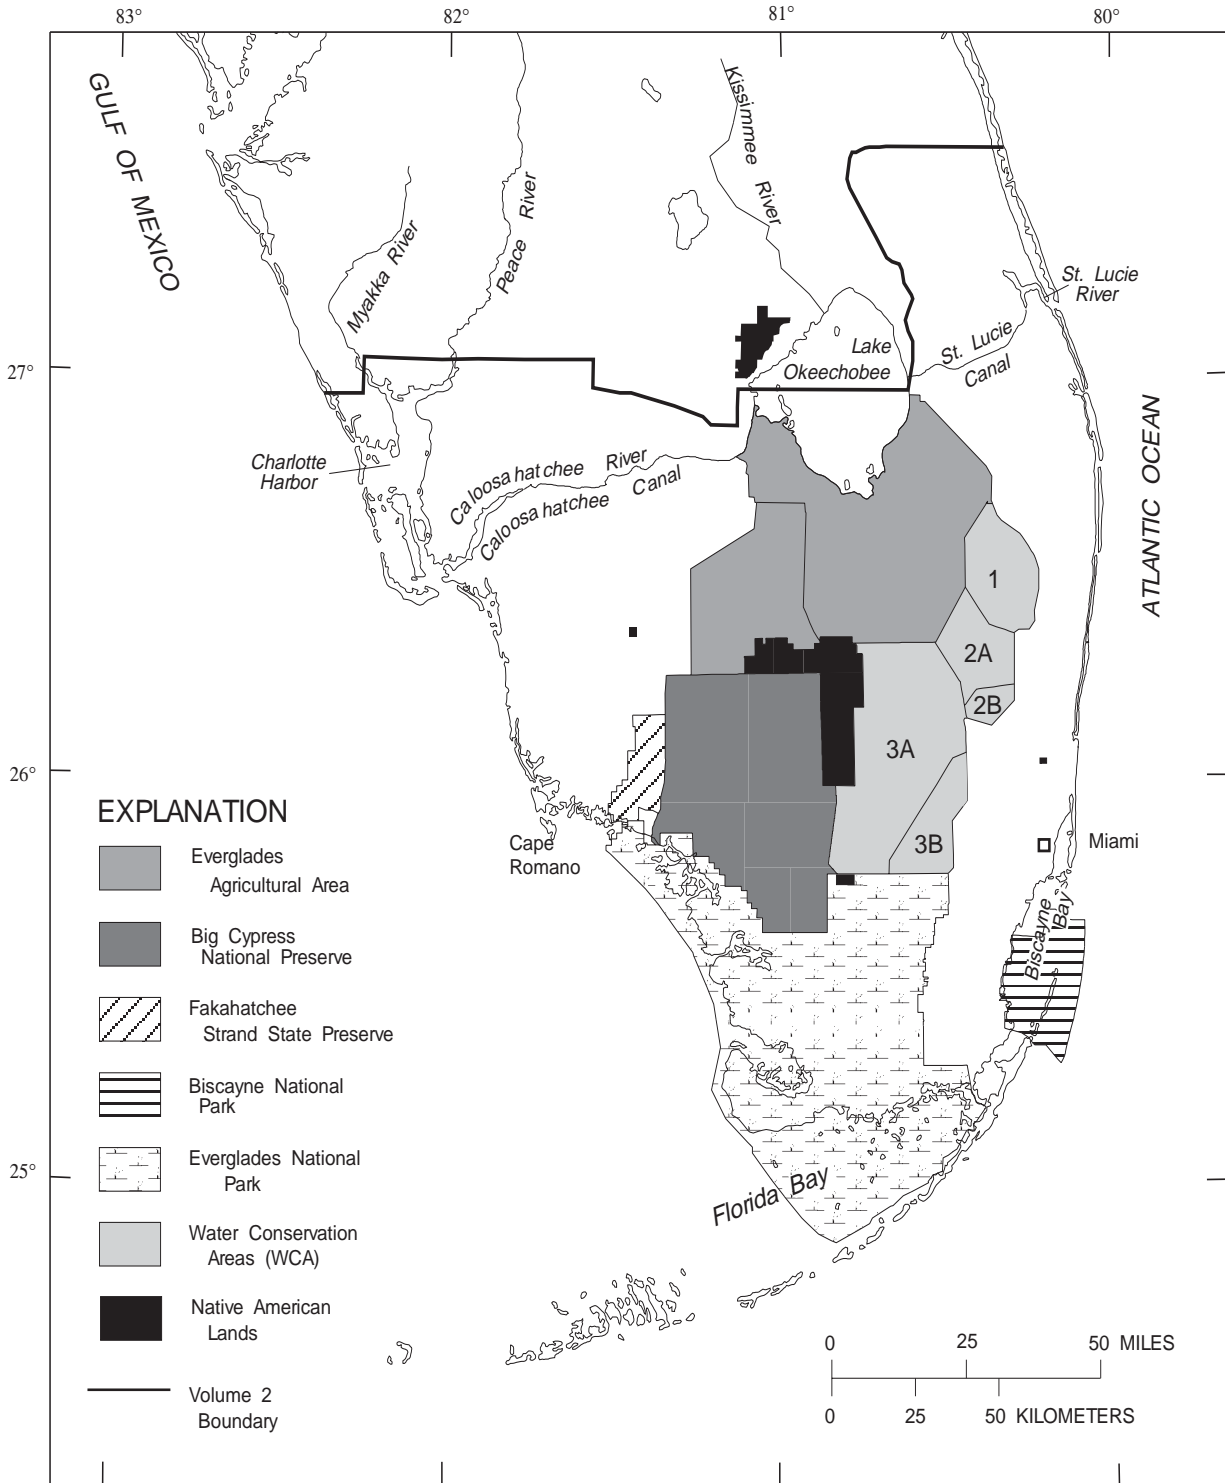 83°
82°
81°
80°
GULF OF MEXICO
Kissimmee River
Peace River
Myakka River
St. Lucie
River
Lake
Okeechobee
St. Lucie
Canal
27°
ATLANTIC OCEAN
Charlotte
Harbor
Caloosahatchee River
Caloosahatchee Canal
1
2A
2B
3A
3B
26°
Cape
Romano
Miami
Biscayne
Bay
EXPLANATION
Everglades
Agricultural Area
Big Cypress
National Preserve
Fakahatchee
Strand State Preserve
Biscayne National
Park
Everglades National
Park
Water Conservation
Areas (WCA)
Native American
Lands
Volume 2
Boundary
25°
Florida Bay
0 25 50 MILES
0 25 50 KILOMETERS